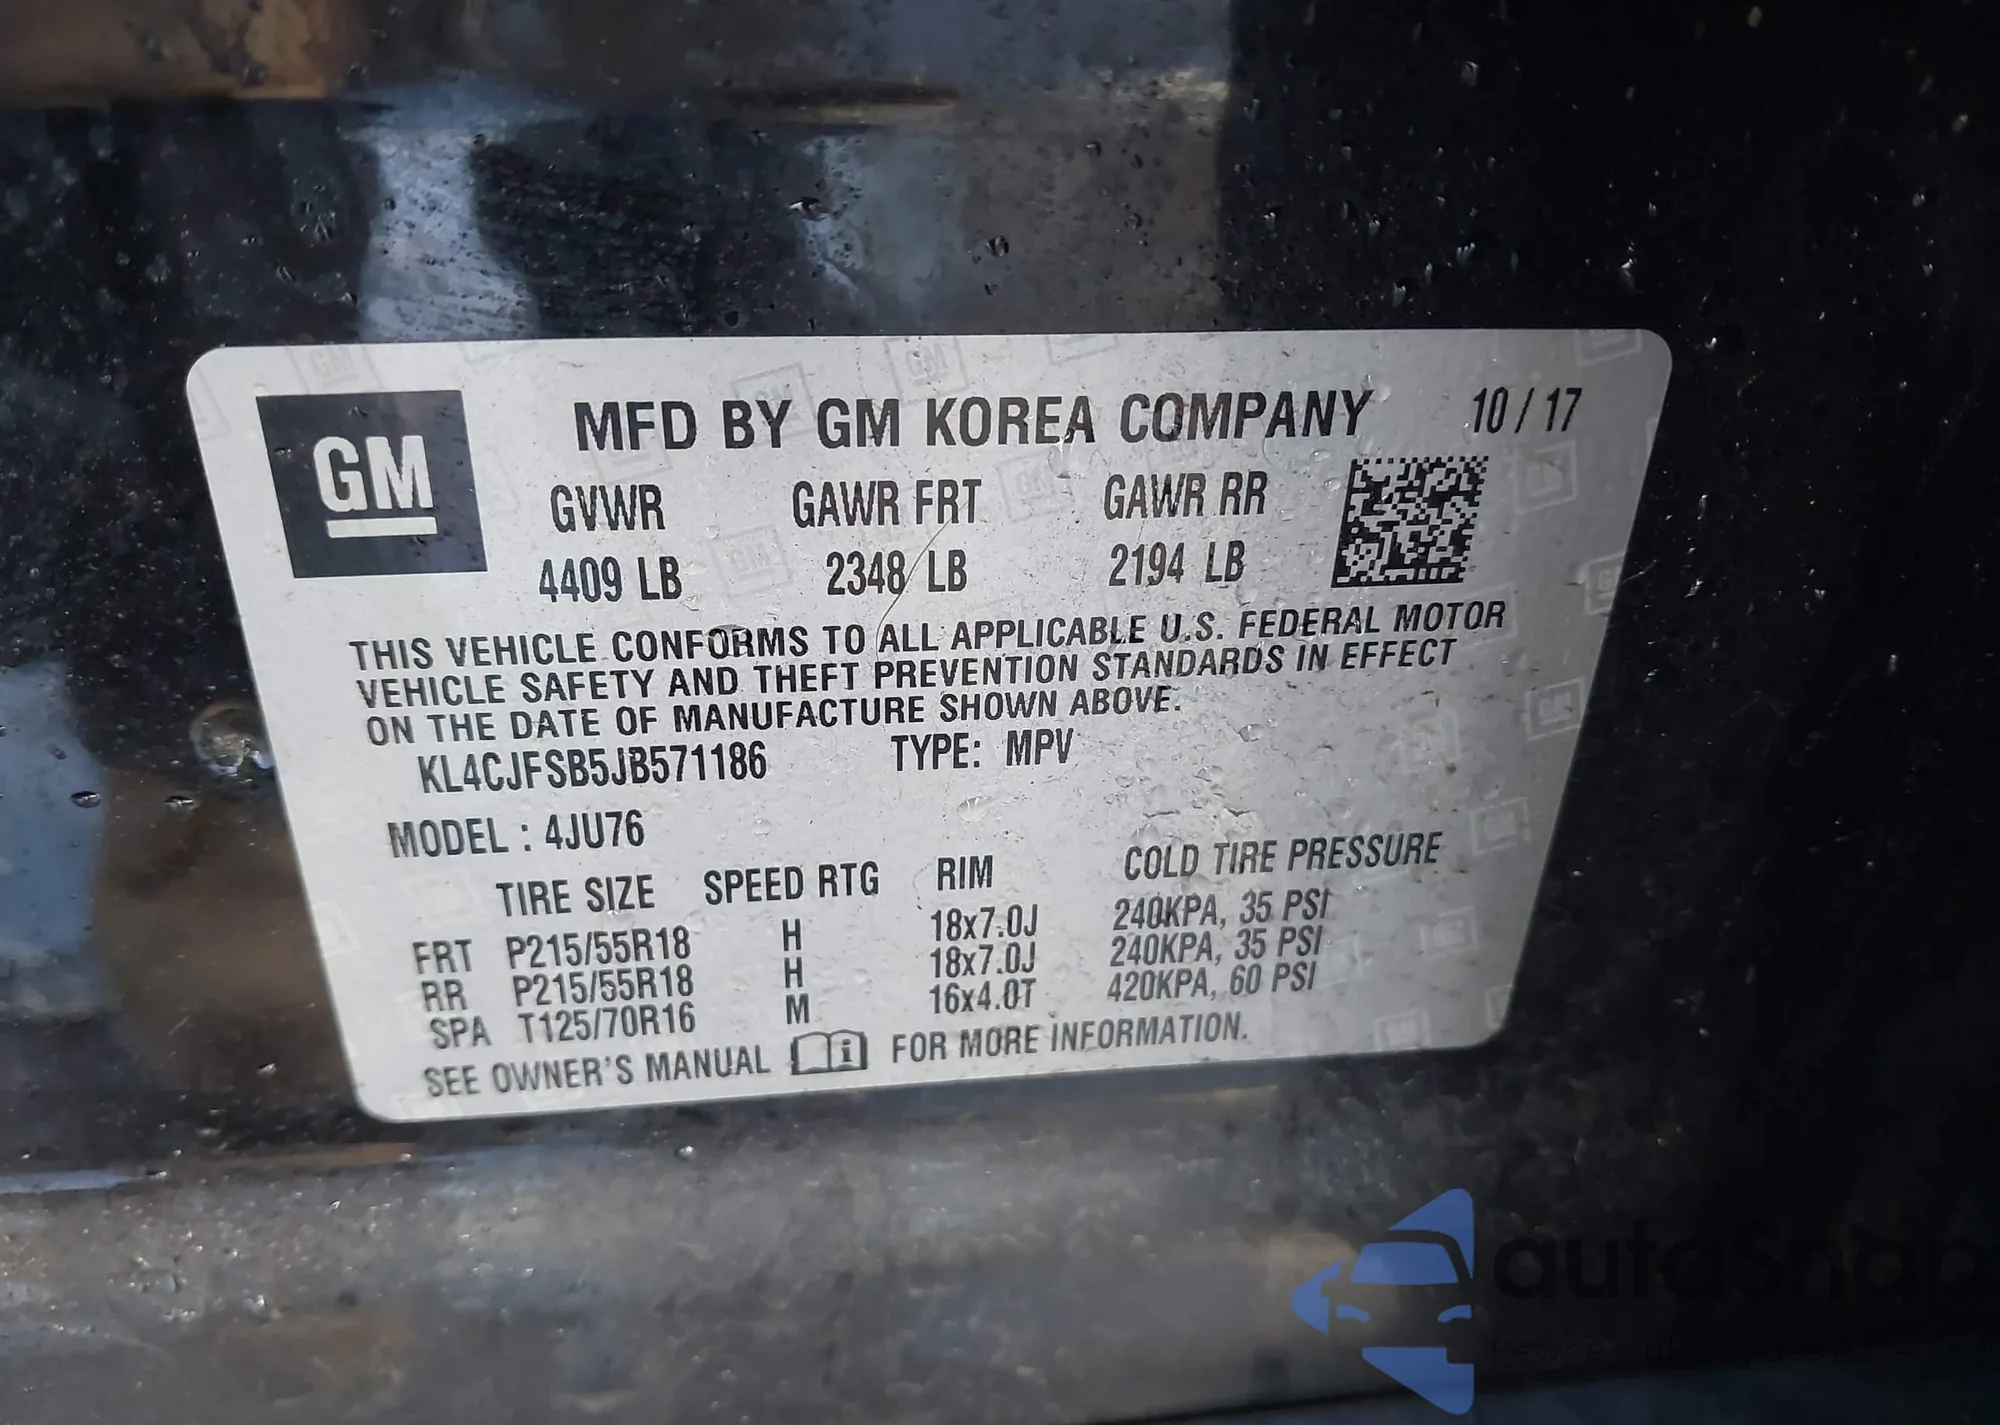 GM
MFD BY GM KOREA COMPANY 10 / 17
GVWR GAWR FRT GAWR RR
4409 LB 2348 LB 2194 LB
THIS VEHICLE CONFORMS TO ALL APPLICABLE U.S. FEDERAL MOTOR
VEHICLE SAFETY AND THEFT PREVENTION STANDARDS IN EFFECT
ON THE DATE OF MANUFACTURE SHOWN ABOVE.
KL4CJFSB5JB571186 TYPE: MPV
MODEL : 4JU76
TIRE SIZE SPEED RTG RIM COLD TIRE PRESSURE
FRT P215/55R18 H 18x7.0J 240KPA, 35 PSI
RR P215/55R18 H 18x7.0J 240KPA, 35 PSI
SPA T125/70R16 M 16x4.0T 420KPA, 60 PSI
SEE OWNER'S MANUAL i FOR MORE INFORMATION.
autosnap